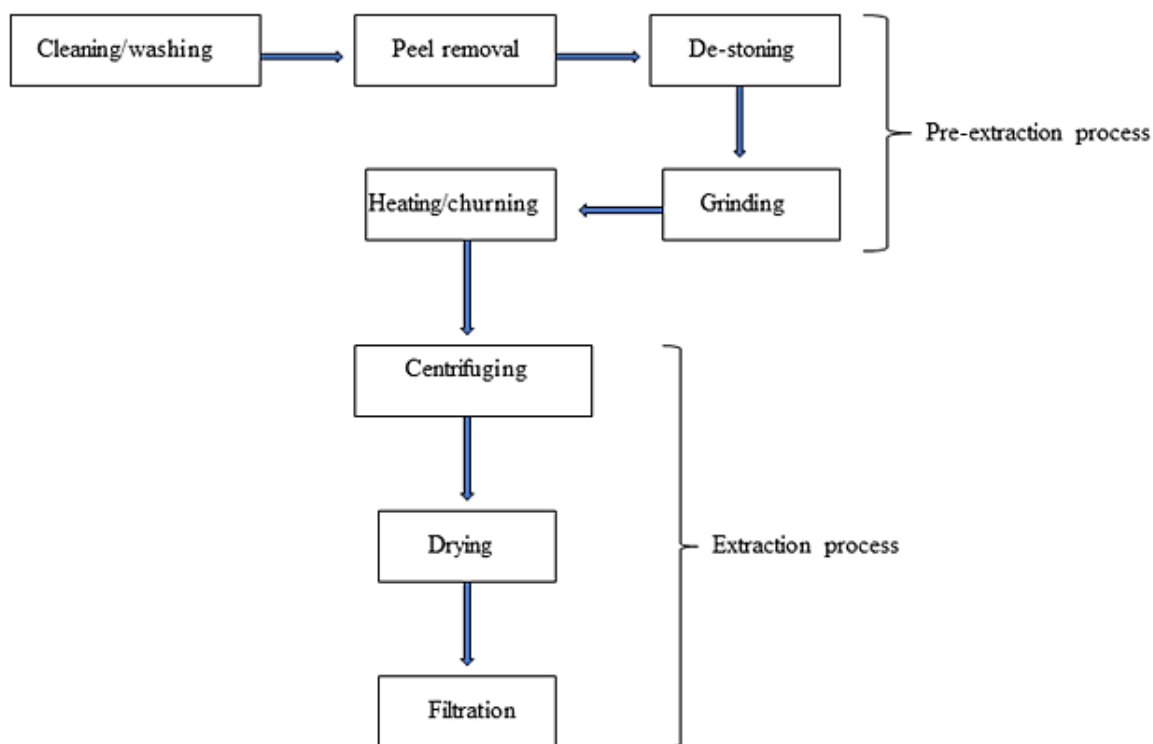 Cleaning/washing
Peel removal
De-stoning
Pre-extraction process
Heating/churning
Grinding
Centrifuging
Drying
Extraction process
Filtration